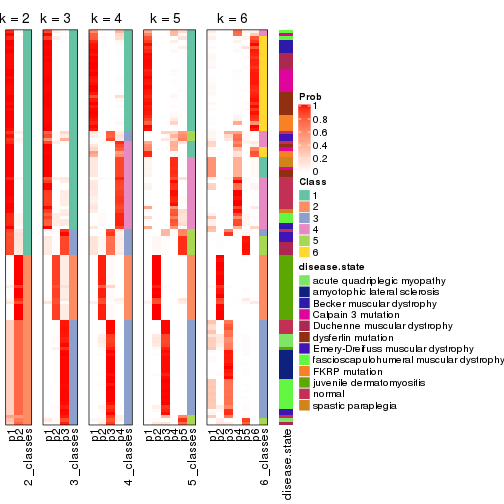 k = 2
k = 3
k = 4
k = 5
k = 6
Prob
1
0.8
0.6
0.4
0.2
0
Class
1
2
3
4
5
6
disease.state
acute quadriplegic myopathy
amyotophic lateral sclerosis
Becker muscular dystrophy
Calpain 3 mutation
Duchenne muscular dystrophy
dysferlin mutation
Emery-Dreifuss muscular dystrophy
fascioscapulohumeral muscular dystrophy
FKRP mutation
juvenile dermatomyositis
normal
spastic paraplegia
p1
p2
2_classes
p1
p2
p3
3_classes
p1
p2
p3
p4
4_classes
p1
p2
p3
p4
p5
5_classes
p1
p2
p3
p4
p5
p6
6_classes
disease.state